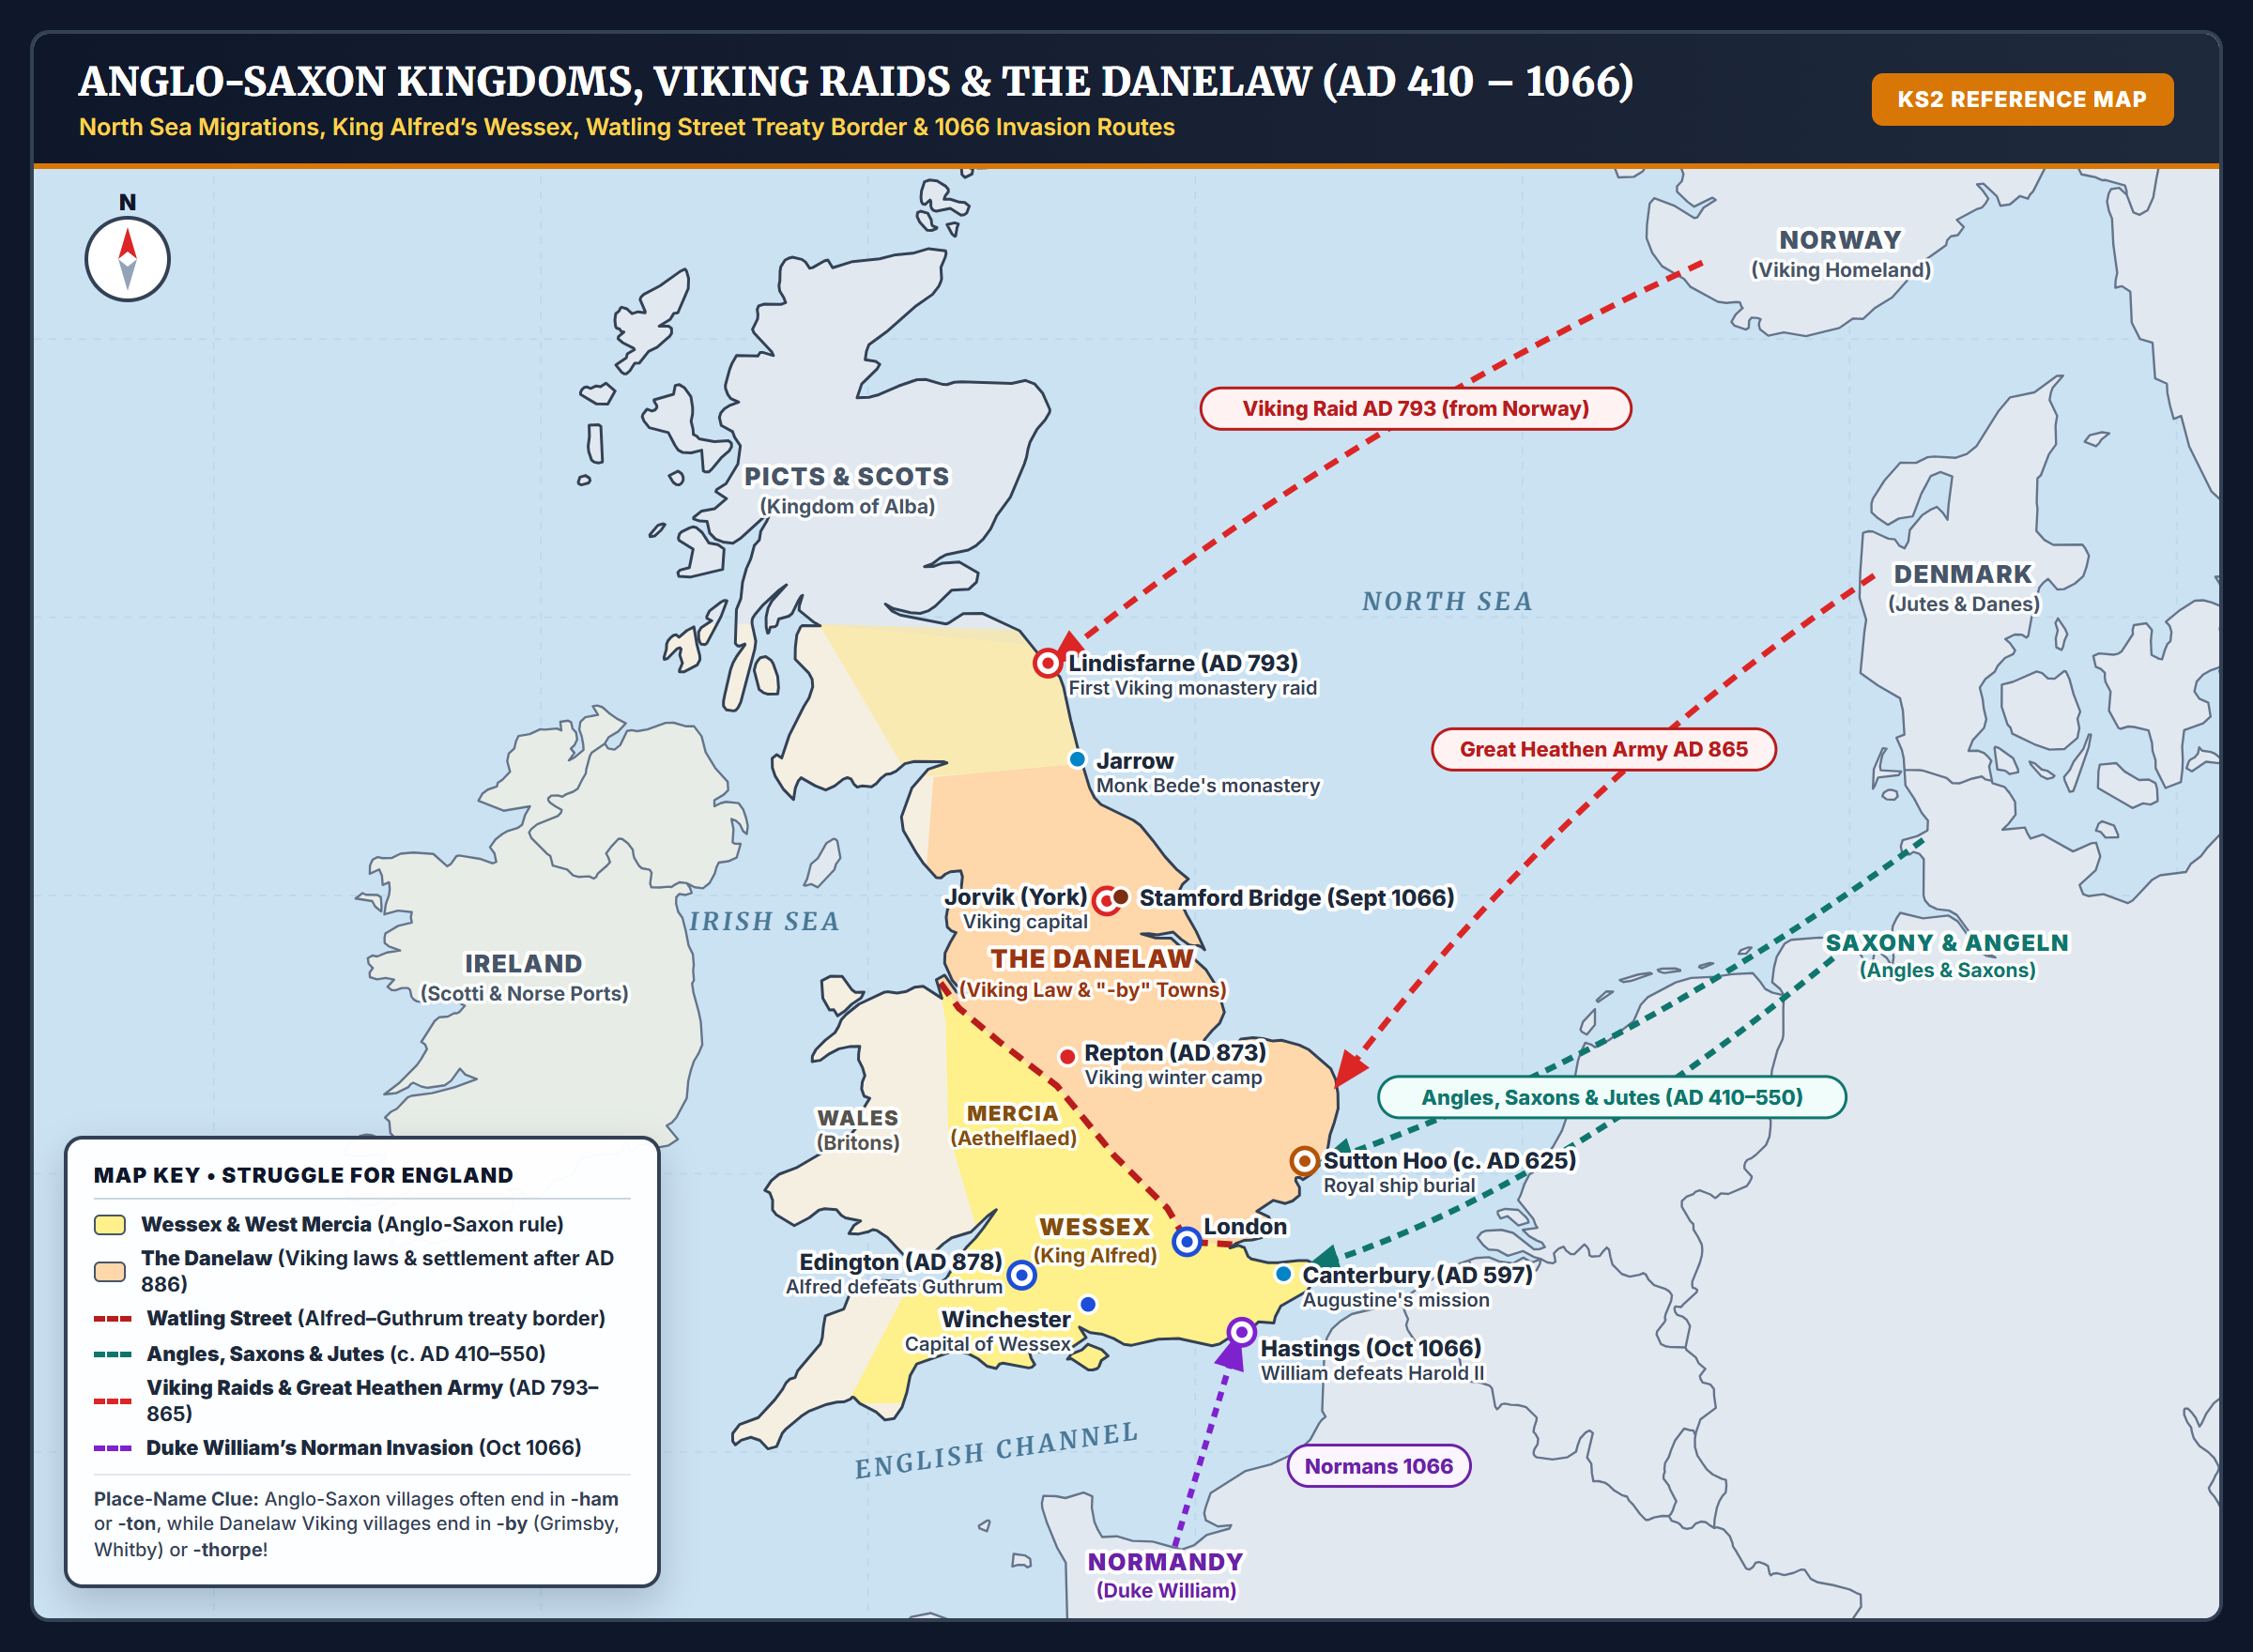 ANGLO-SAXON KINGDOMS, VIKING RAIDS & THE DANELAW (AD 410 – 1066)
North Sea Migrations, King Alfred’s Wessex, Watling Street Treaty Border & 1066 Invasion Routes
KS2 REFERENCE MAP
N
NORWAY
(Viking Homeland)
Viking Raid AD 793 (from Norway)
PICTS & SCOTS
(Kingdom of Alba)
NORTH SEA
DENMARK
(Jutes & Danes)
Lindisfarne (AD 793)
First Viking monastery raid
Great Heathen Army AD 865
Jarrow
Monk Bede's monastery
Jorvik (York)
Viking capital
Stamford Bridge (Sept 1066)
IRISH SEA
IRELAND
(Scotti & Norse Ports)
THE DANELAW
(Viking Law & "-by" Towns)
SAXONY & ANGELN
(Angles & Saxons)
Repton (AD 873)
Viking winter camp
Angles, Saxons & Jutes (AD 410–550)
WALES
(Britons)
MERCIA
(Aethelflaed)
Sutton Hoo (c. AD 625)
Royal ship burial
WESSEX
(King Alfred)
London
Edington (AD 878)
Alfred defeats Guthrum
Canterbury (AD 597)
Augustine's mission
Winchester
Capital of Wessex
Hastings (Oct 1066)
William defeats Harold II
ENGLISH CHANNEL
Normans 1066
NORMANDY
(Duke William)
MAP KEY • STRUGGLE FOR ENGLAND
Wessex & West Mercia (Anglo-Saxon rule)
The Danelaw (Viking laws & settlement after AD
886)
Watling Street (Alfred–Guthrum treaty border)
Angles, Saxons & Jutes (c. AD 410–550)
Viking Raids & Great Heathen Army (AD 793–
865)
Duke William’s Norman Invasion (Oct 1066)
Place-Name Clue: Anglo-Saxon villages often end in -ham
or -ton, while Danelaw Viking villages end in -by (Grimsby,
Whitby) or -thorpe!